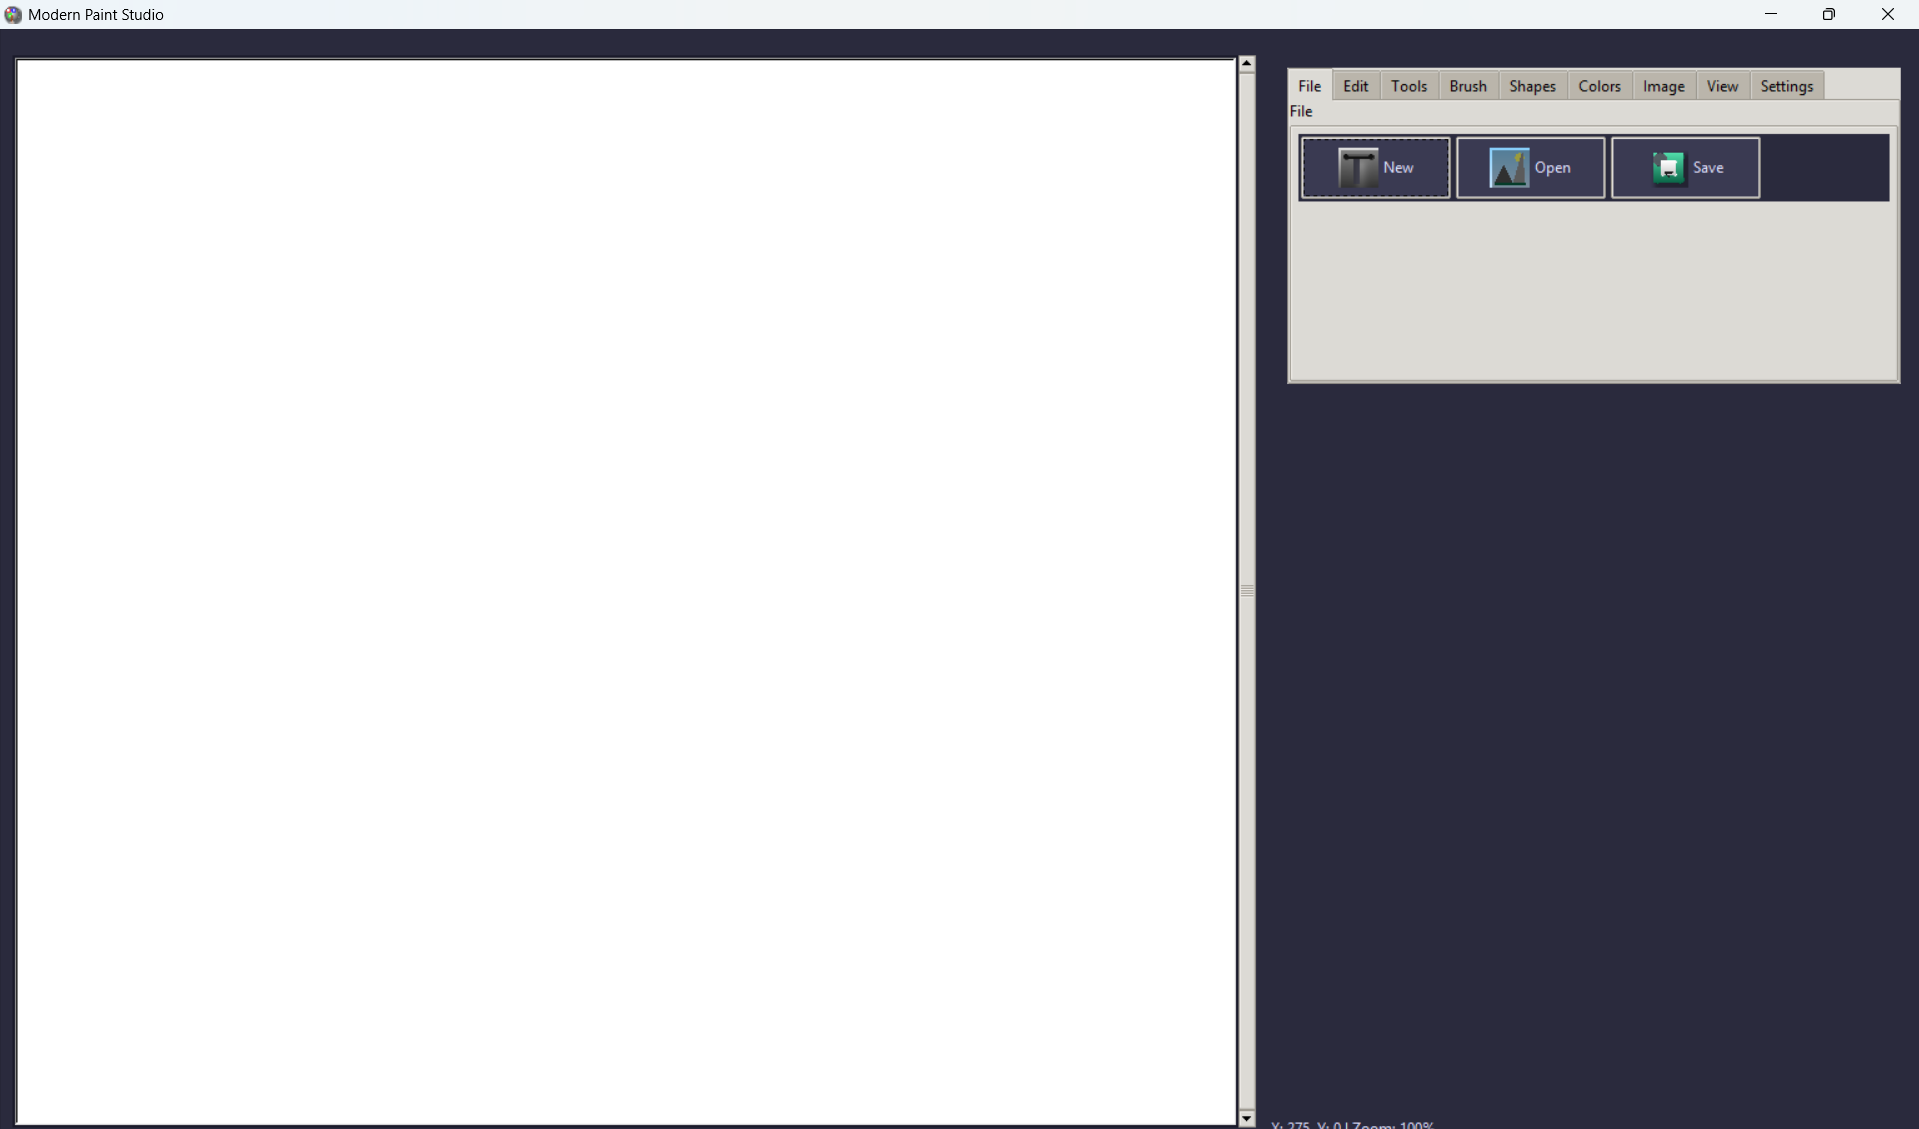 Modern Paint Studio
File Edit Tools Brush Shapes Colors Image View Settings
File
New Open Save
X: 275, Y: 0 | Zoom: 100%